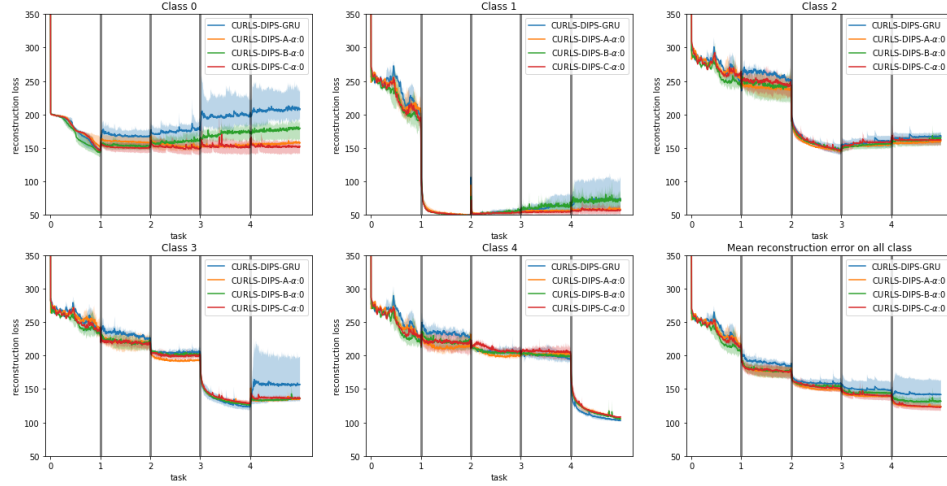 Class 0
350
300
250
200
150
100
50
reconstruction loss
0
1
2
3
4
task
CURLS-DIPS-GRU
CURLS-DIPS-A-α:0
CURLS-DIPS-B-α:0
CURLS-DIPS-C-α:0
Class 1
350
300
250
200
150
100
50
reconstruction loss
0
1
2
3
4
task
CURLS-DIPS-GRU
CURLS-DIPS-A-α:0
CURLS-DIPS-B-α:0
CURLS-DIPS-C-α:0
Class 2
350
300
250
200
150
100
50
reconstruction loss
0
1
2
3
4
task
CURLS-DIPS-GRU
CURLS-DIPS-A-α:0
CURLS-DIPS-B-α:0
CURLS-DIPS-C-α:0
Class 3
350
300
250
200
150
100
50
reconstruction loss
0
1
2
3
4
task
CURLS-DIPS-GRU
CURLS-DIPS-A-α:0
CURLS-DIPS-B-α:0
CURLS-DIPS-C-α:0
Class 4
350
300
250
200
150
100
50
reconstruction loss
0
1
2
3
4
task
CURLS-DIPS-GRU
CURLS-DIPS-A-α:0
CURLS-DIPS-B-α:0
CURLS-DIPS-C-α:0
Mean reconstruction error on all class
350
300
250
200
150
100
50
reconstruction loss
0
1
2
3
4
task
CURLS-DIPS-GRU
CURLS-DIPS-A-α:0
CURLS-DIPS-B-α:0
CURLS-DIPS-C-α:0